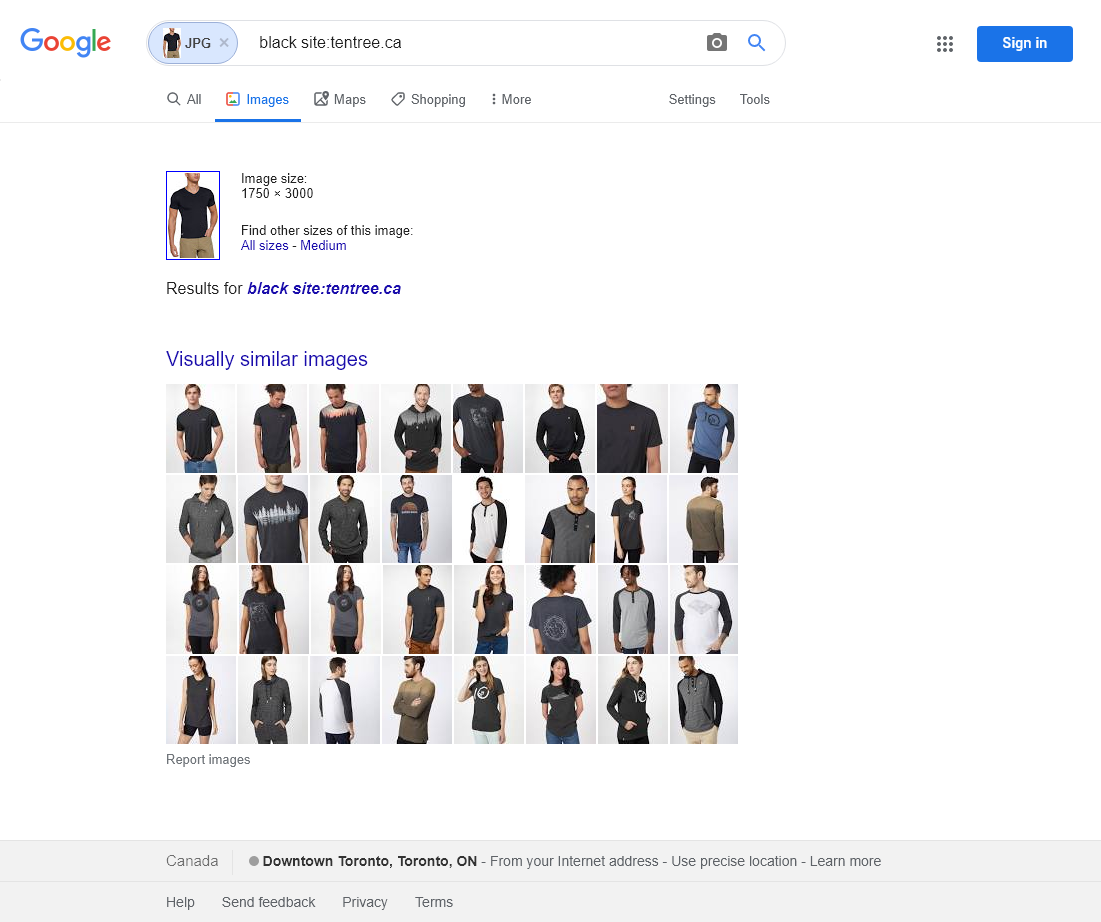 Google
JPG × black site:tentree.ca
Sign in
All Images Maps Shopping More Settings Tools
Image size:
1750 × 3000
Find other sizes of this image:
All sizes - Medium
Results for black site:tentree.ca
Visually similar images
Report images
Canada Downtown Toronto, Toronto, ON - From your Internet address - Use precise location - Learn more
Help Send feedback Privacy Terms